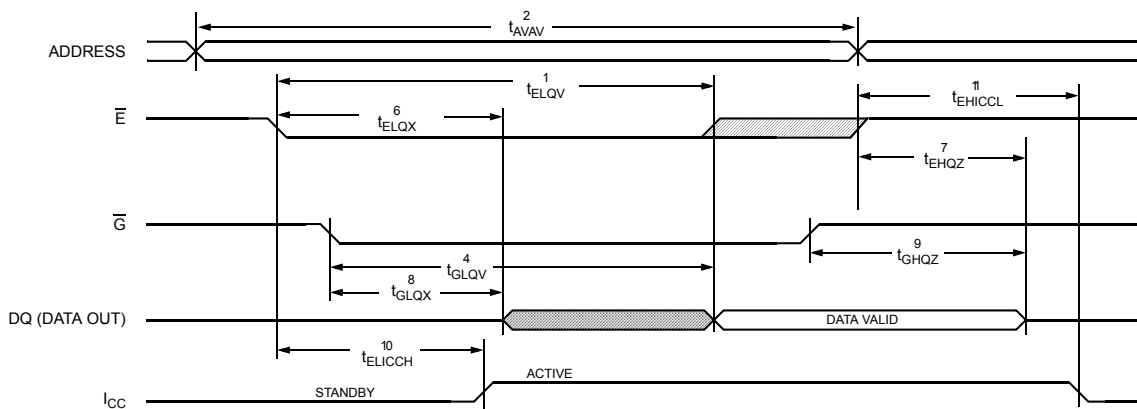 2
tAVAV
ADDRESS
1
tELQV
11
tEHICCL
6
tELQX
E
7
tEHQZ
G
9
tGHQZ
4
tGLQV
8
tGLQX
DQ (DATA OUT)
DATA VALID
10
tELICCH
ACTIVE
STANDBY
ICC